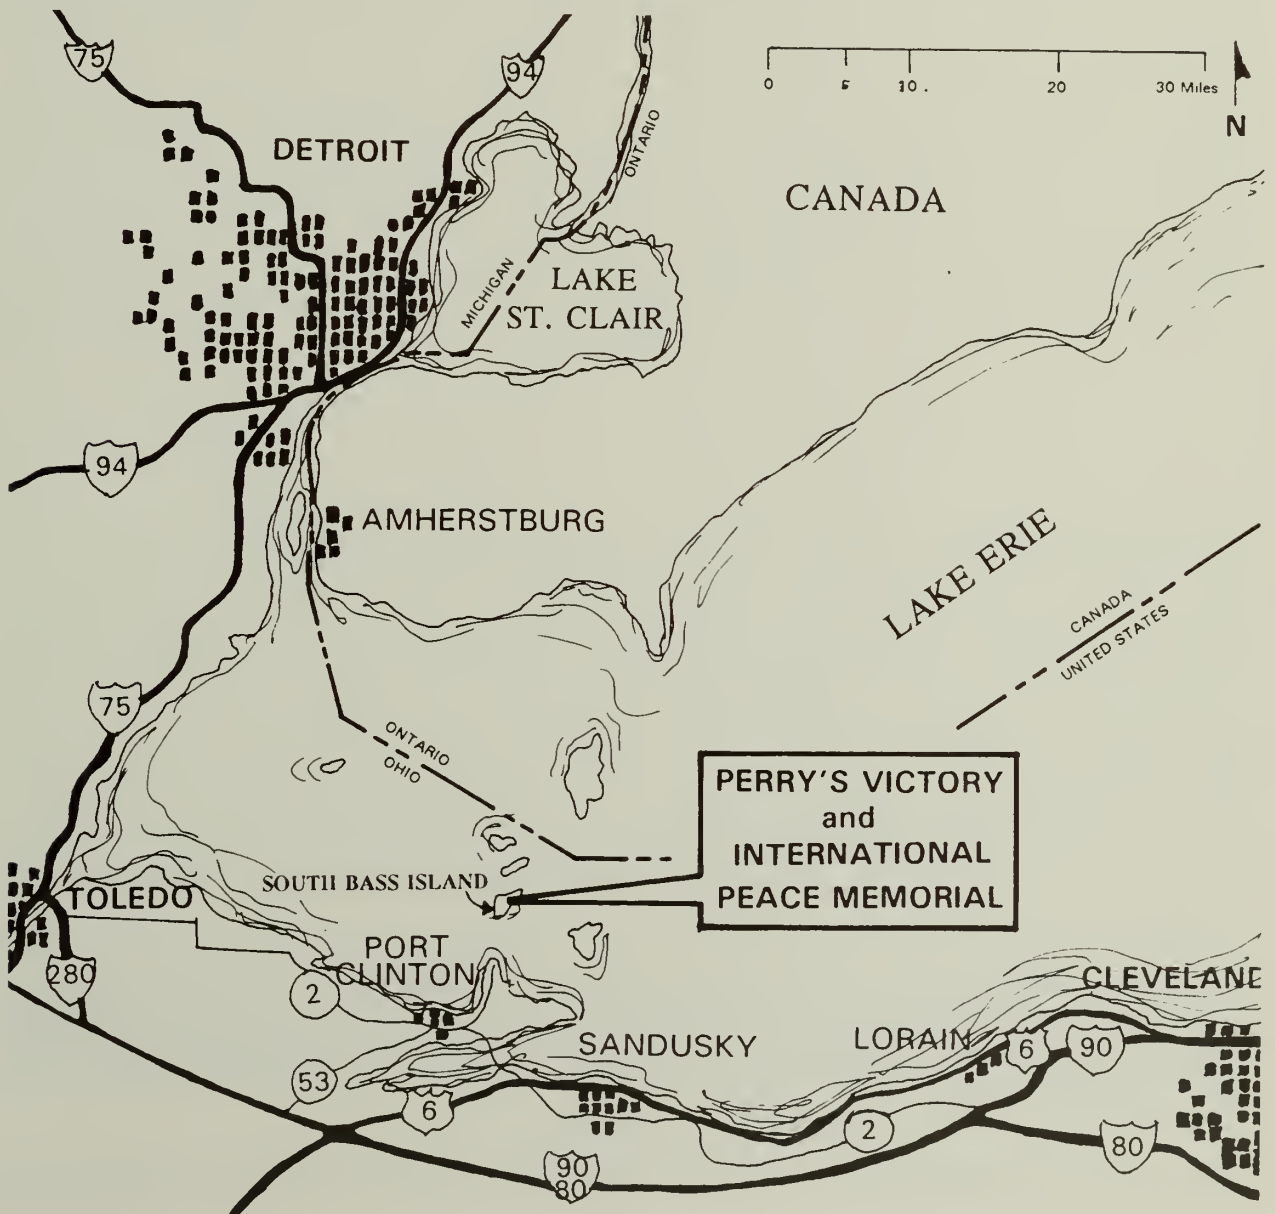 75
94
0 5 10 . 20 30 Miles
N
DETROIT
ONTARIO
CANADA
MICHIGAN
LAKE
ST. CLAIR
94
AMHERSTBURG
LAKE ERIE
CANADA
UNITED STATES
75
ONTARIO
OHIO
PERRY'S VICTORY
and
INTERNATIONAL
PEACE MEMORIAL
SOUTH BASS ISLAND
TOLEDO
PORT
CLINTON
280
2
CLEVELAND
SANDUSKY
LORAIN
6
90
53
6
2
80
90
80